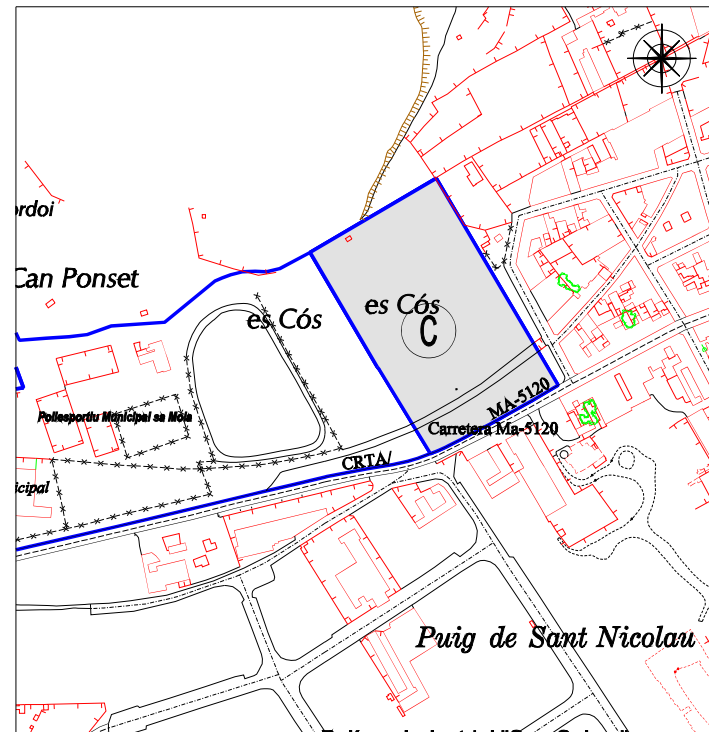 ordoi
Can Ponset
es Cós
es Cós
C
MA-5120
Carretera Ma-5120
Poliesportiu Municipal sa Mola
CRTA/
icipal
Puig de Sant Nicolau